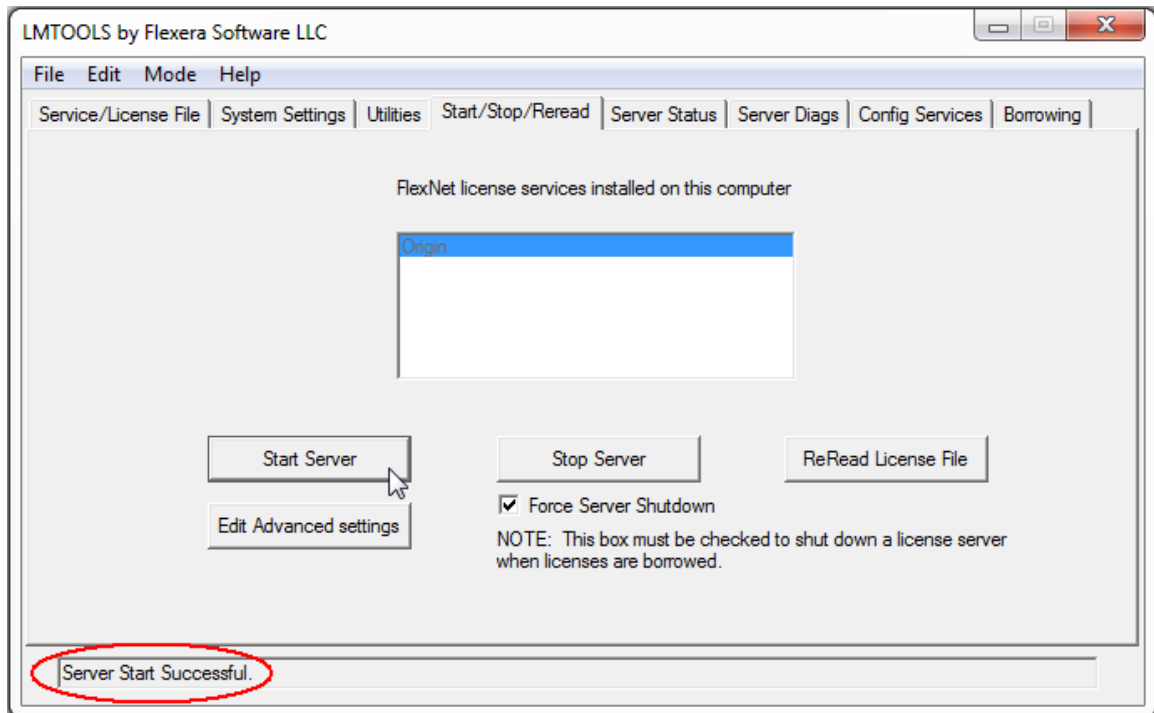 LMTOOLS by Flexera Software LLC
File Edit Mode Help
Service/License File System Settings Utilities Start/Stop/Reread Server Status Server Diags Config Services Borrowing
FlexNet license services installed on this computer
Origin
Start Server Stop Server ReRead License File
Force Server Shutdown
Edit Advanced settings
NOTE: This box must be checked to shut down a license server
when licenses are borrowed.
Server Start Successful.